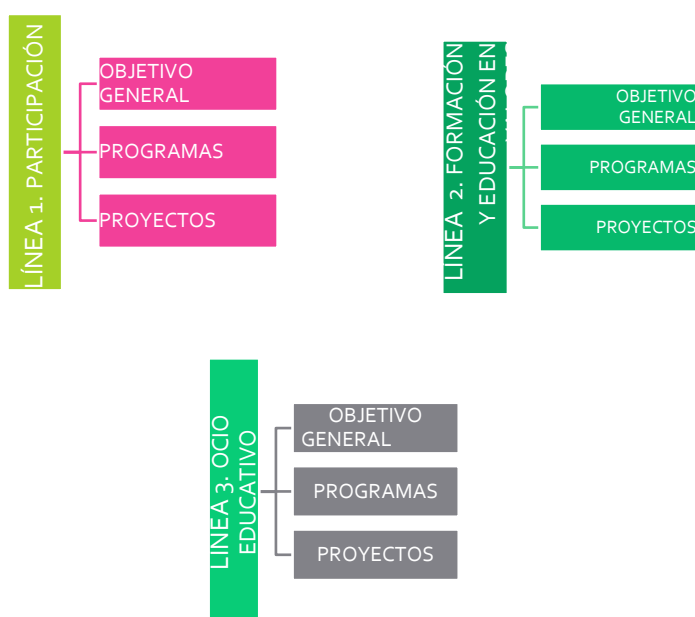 LÍNEA 1. PARTICIPACIÓN
OBJETIVO
GENERAL
PROGRAMAS
PROYECTOS
LINEA 2. FORMACIÓN
Y EDUCACIÓN EN
OBJETIVO
GENERAL
PROGRAMAS
PROYECTOS
LINEA 3. OCIO
EDUCATIVO
OBJETIVO
GENERAL
PROGRAMAS
PROYECTOS